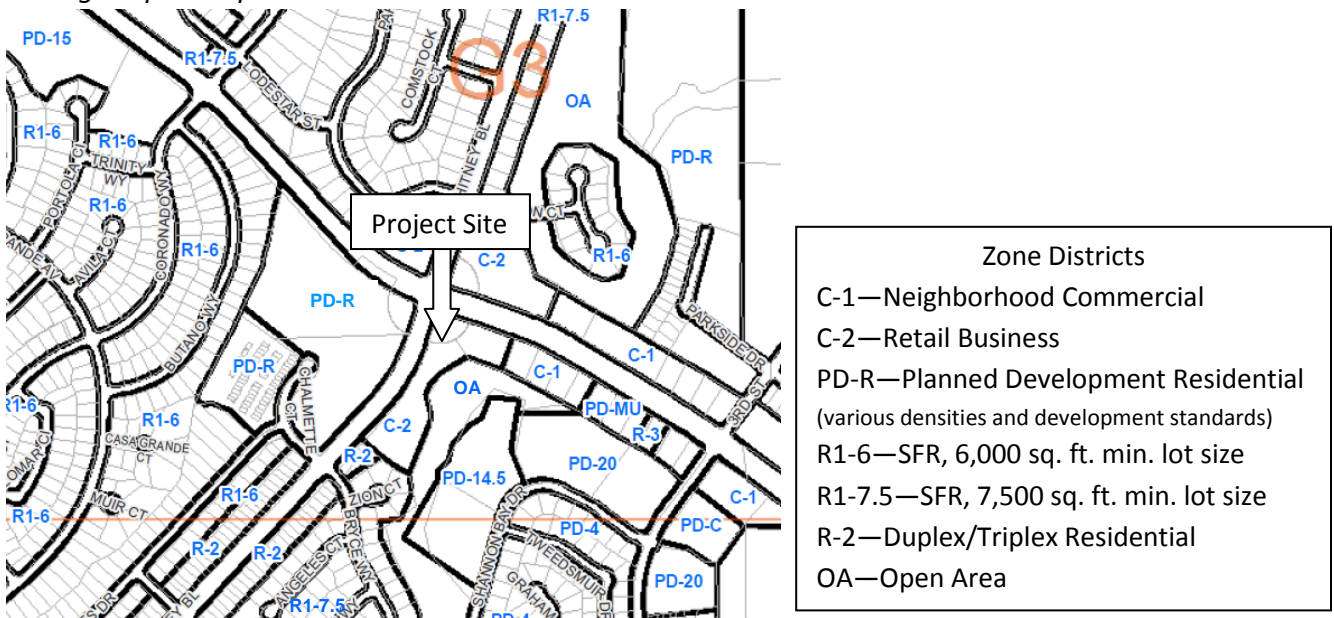 PD-15
R1-7.5
R1-7.5
G3
LODESTAR ST
COMSTOCK
CT
OA
R1-6
R1-6
TRINITY
WY
PORTOLA CI
CORONADO WY
PD-R
R1-6
AVILA CT
R1-6
BUTANO WY
Project Site
C-2
R1-6
PD-R
PARKSIDE DR
C-1
3RD ST
PD-R
CHALMETTE
CT
OA
C-1
PD-MU
R-3
C-2
R1-6
CASA GRANDE
CT
OMAR CI
R-2
ZION CT
PD-14.5
PD-20
C-1
MUIR CT
R1-6
R1-6
R-2
R-2
BRYCE WY
SHANNON BAY DR
PD-4
PD-C
TWEEDSMUIR DR
PD-20
ANGELES CT
R1-7.5
GRAHAM
Zone Districts
C-1—Neighborhood Commercial
C-2—Retail Business
PD-R—Planned Development Residential
(various densities and development standards)
R1-6—SFR, 6,000 sq. ft. min. lot size
R1-7.5—SFR, 7,500 sq. ft. min. lot size
R-2—Duplex/Triplex Residential
OA—Open Area